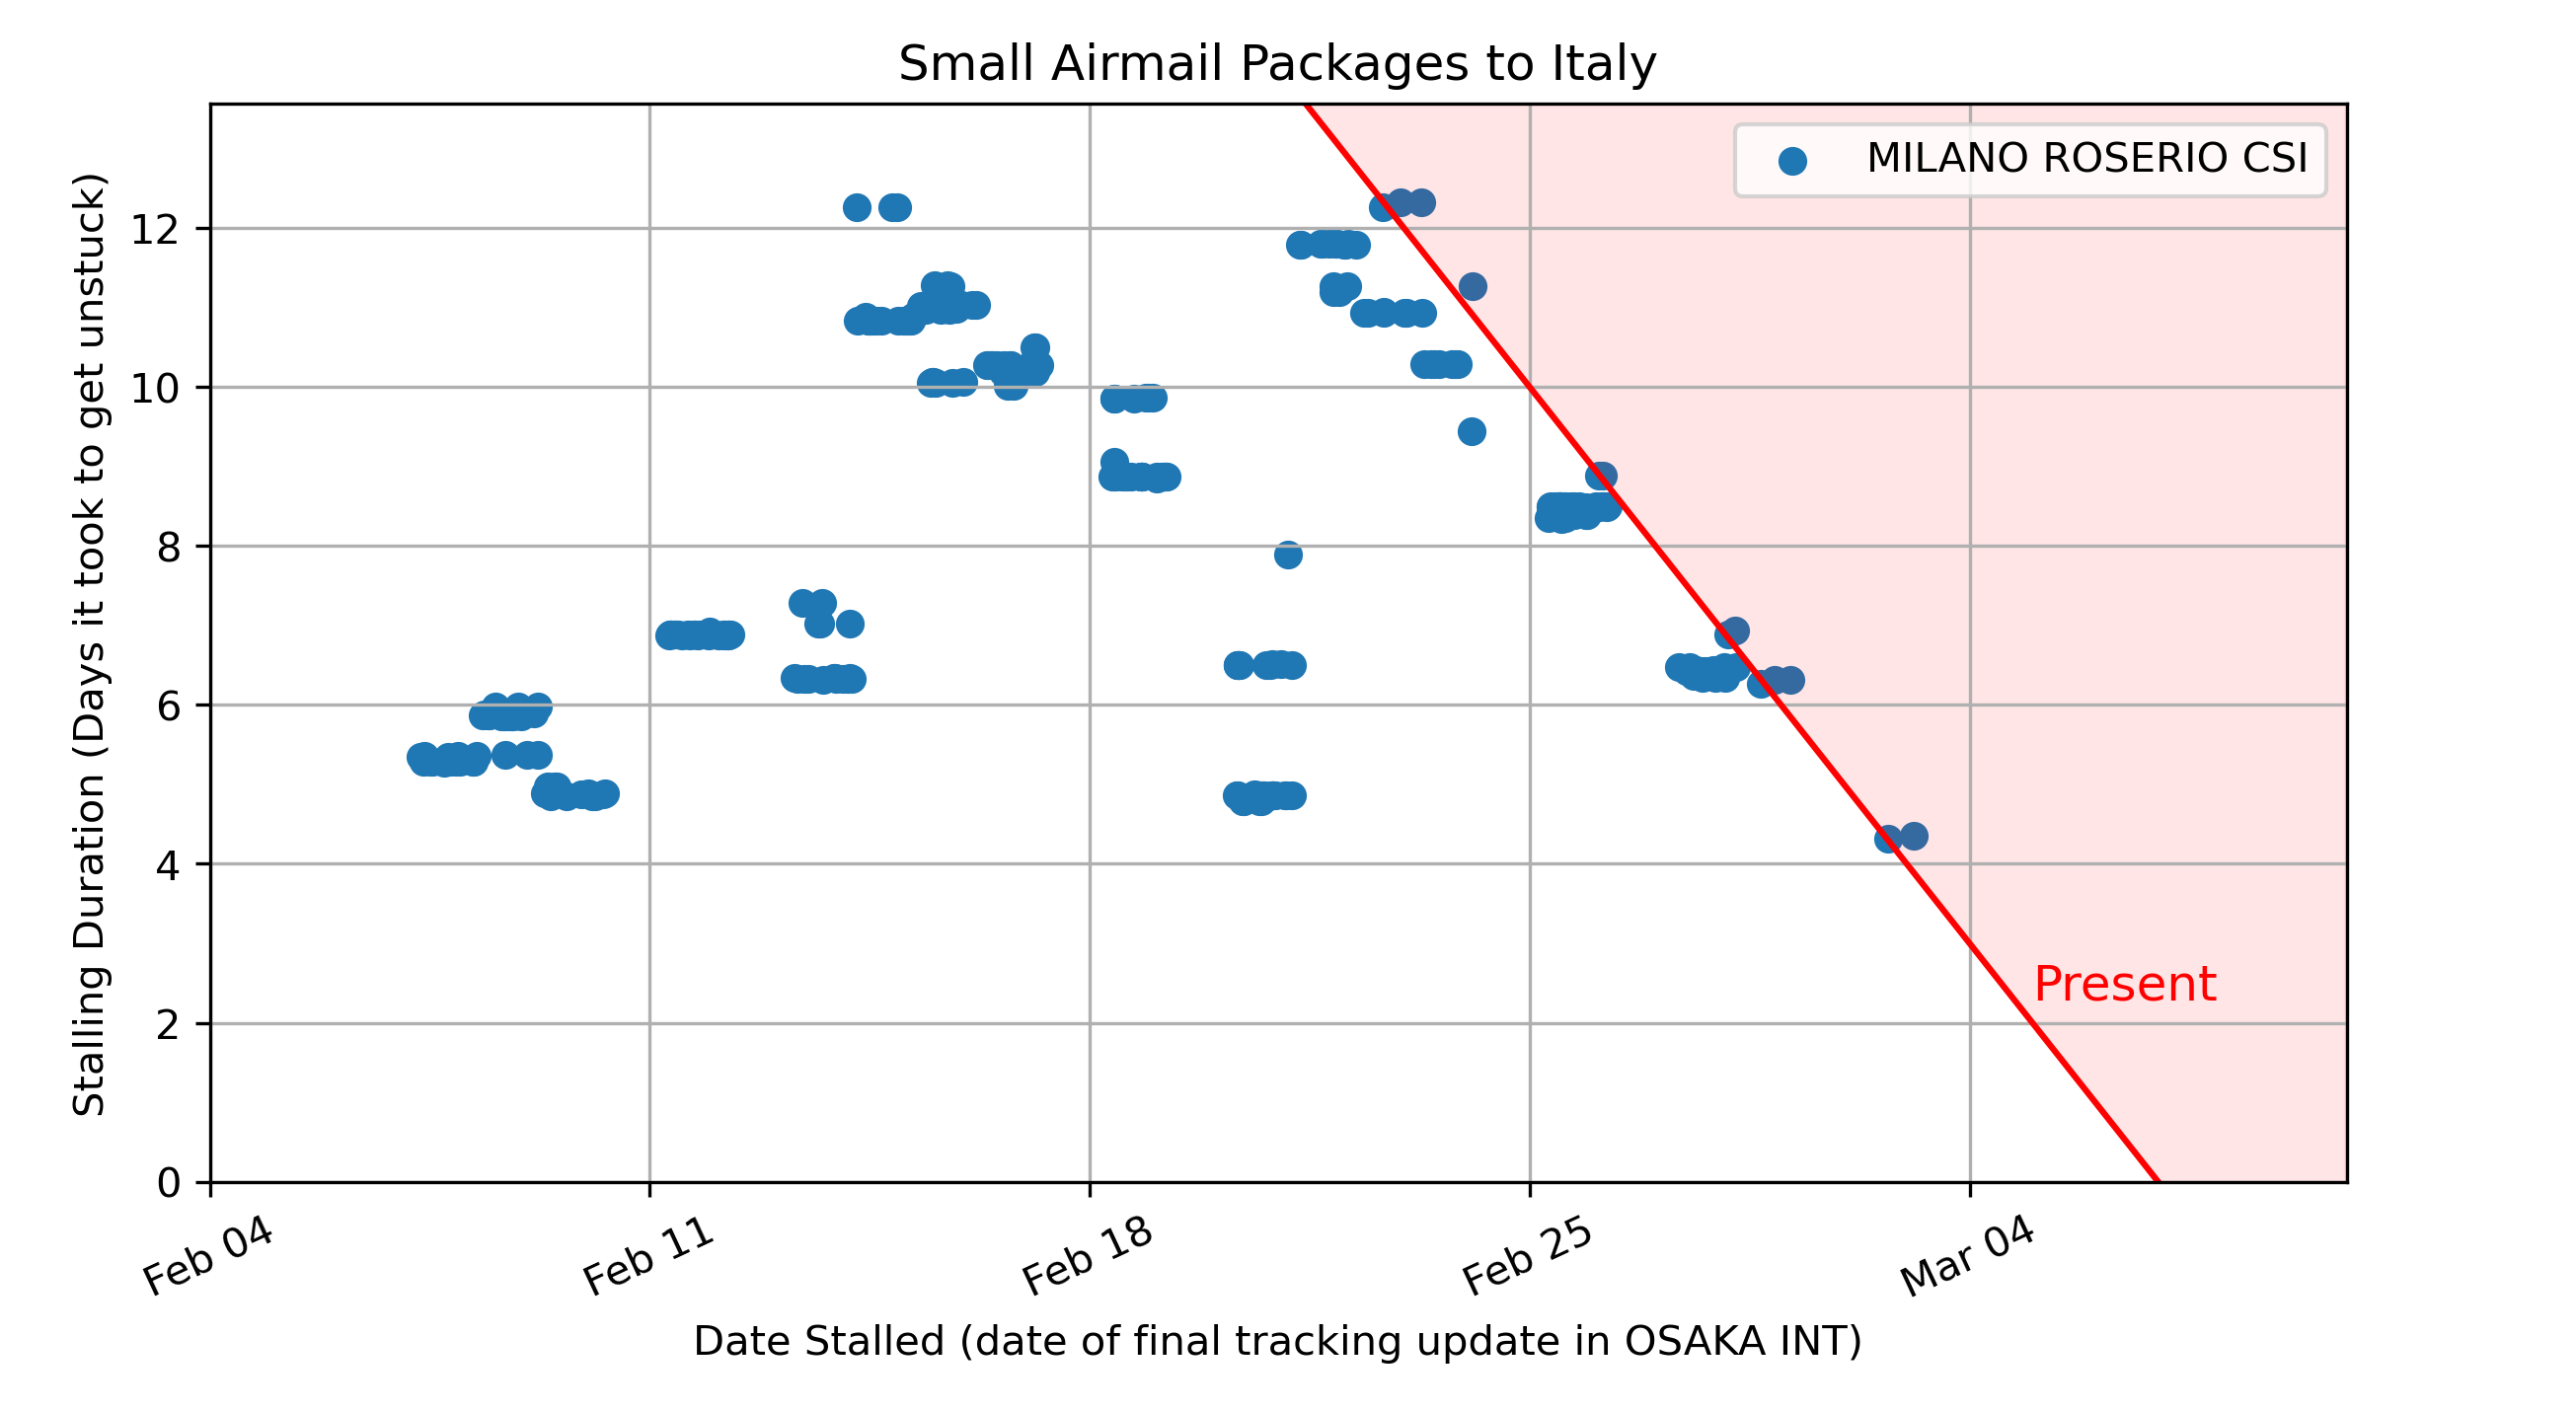 Small Airmail Packages to Italy
MILANO ROSERIO CSI
Stalling Duration (Days it took to get unstuck)
12
10
8
6
4
2
0
Present
Feb 04
Feb 11
Feb 18
Feb 25
Mar 04
Date Stalled (date of final tracking update in OSAKA INT)